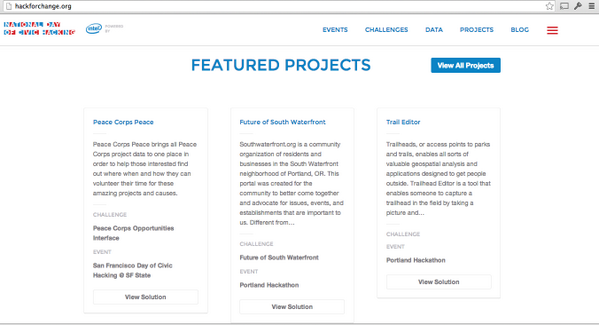 hackforchange.org
NATIONAL DAY
OF CIVIC HACKING
intel
POWERED
BY
EVENTS CHALLENGES DATA PROJECTS BLOG
FEATURED PROJECTS
View All Projects
Peace Corps Peace
Peace Corps Peace brings all Peace
Corps project data to one place in
order to help those interested find
out where when and how they can
volunteer their time for these
amazing projects and causes.
CHALLENGE
Peace Corps Opportunities
Interface
EVENT
San Francisco Day of Civic
Hacking @ SF State
View Solution
Future of South Waterfront
Southwaterfront.org is a community
organization of residents and
businesses in the South Waterfront
neighborhood of Portland, OR. This
portal was created for the
community to better come together
and advocate for issues, events, and
establishments that are important to
us. Different from...
CHALLENGE
Future of South Waterfront
EVENT
Portland Hackathon
View Solution
Trail Editor
Trailheads, or access points to parks
and trails, enables all sorts of
valuable geospatial analysis and
applications designed to get people
outside. Trailhead Editor is a tool that
enables someone to capture a
trailhead in the field by taking a
picture and...
CHALLENGE
EVENT
Portland Hackathon
View Solution